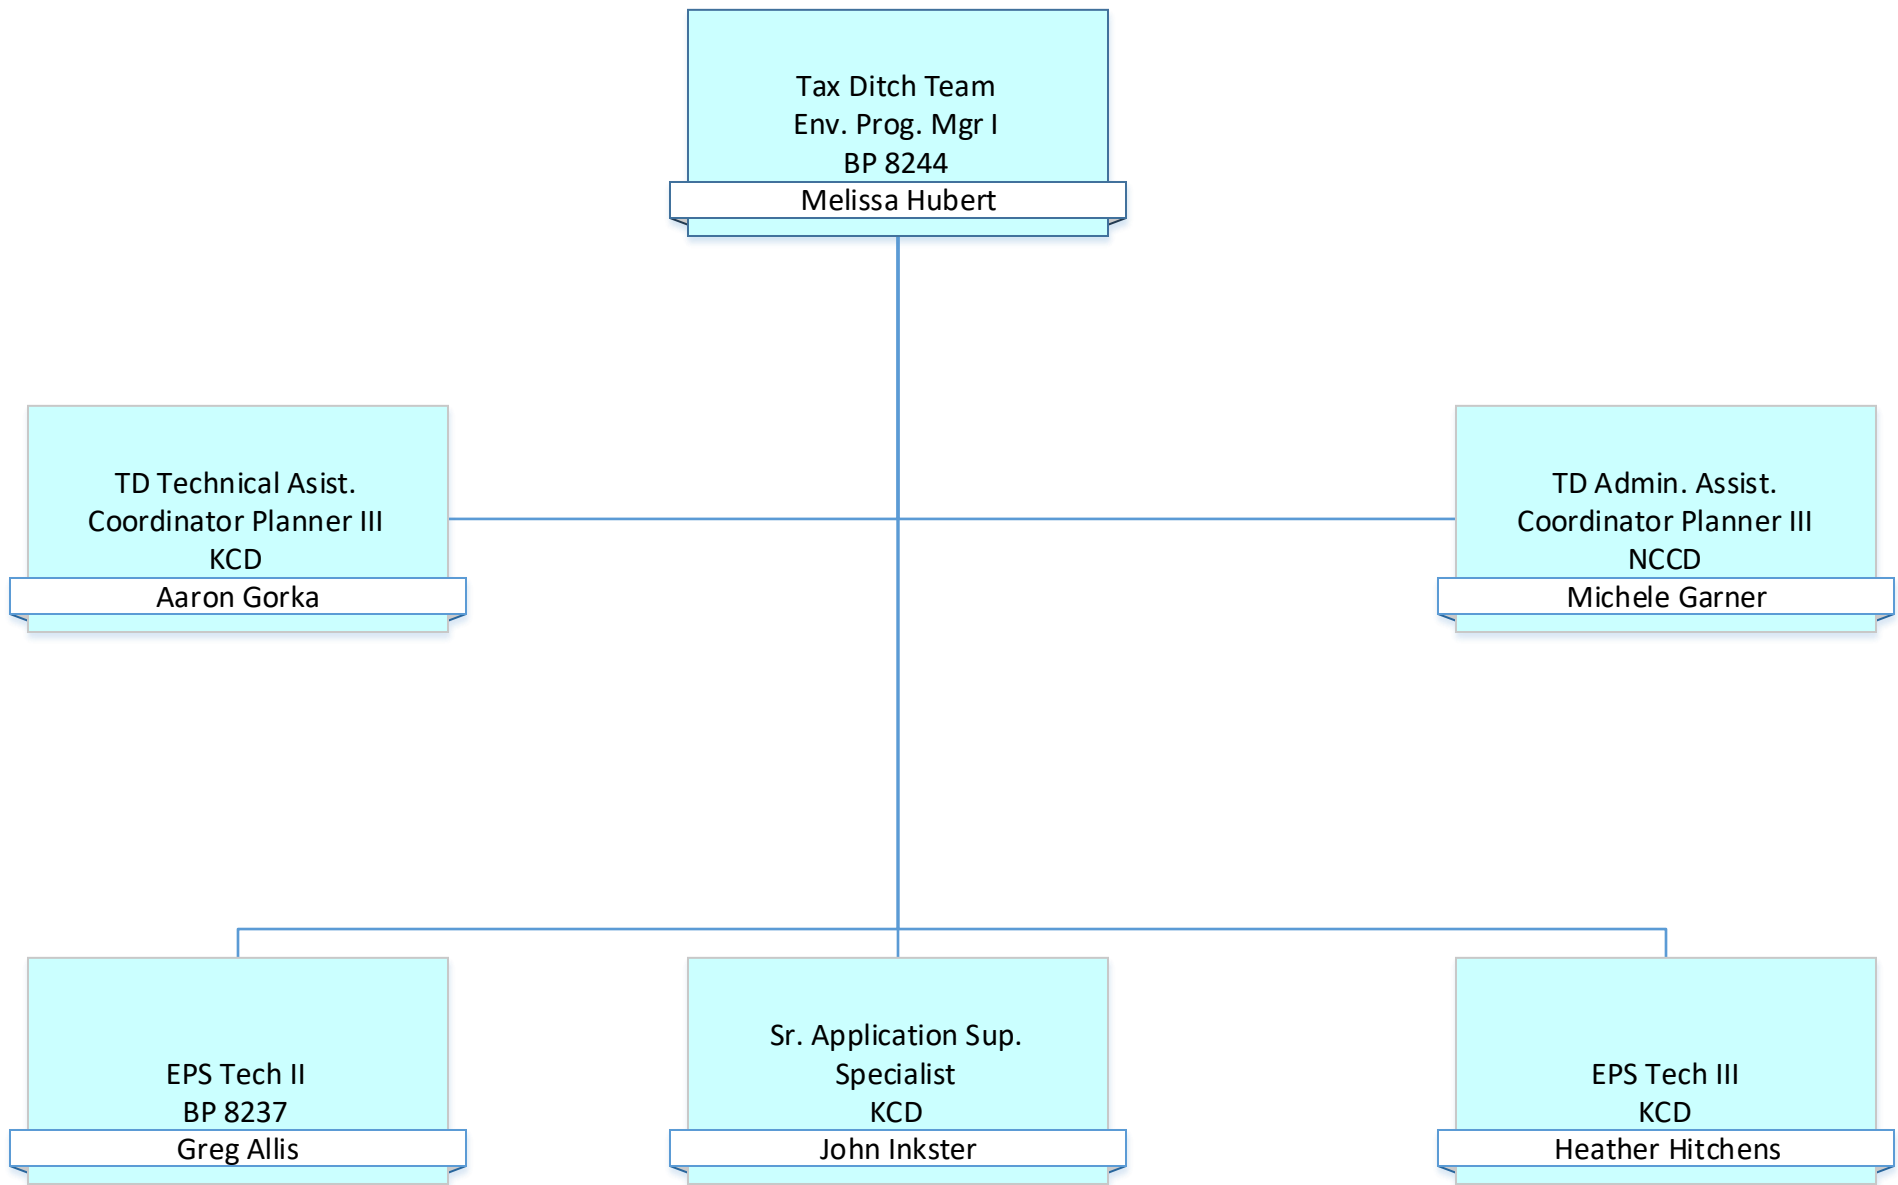 Tax Ditch Team
Env. Prog. Mgr I
BP 8244
Melissa Hubert
TD Technical Asist.
Coordinator Planner III
KCD
Aaron Gorka
TD Admin. Assist.
Coordinator Planner III
NCCD
Michele Garner
EPS Tech II
BP 8237
Greg Allis
Sr. Application Sup.
Specialist
KCD
John Inkster
EPS Tech III
KCD
Heather Hitchens